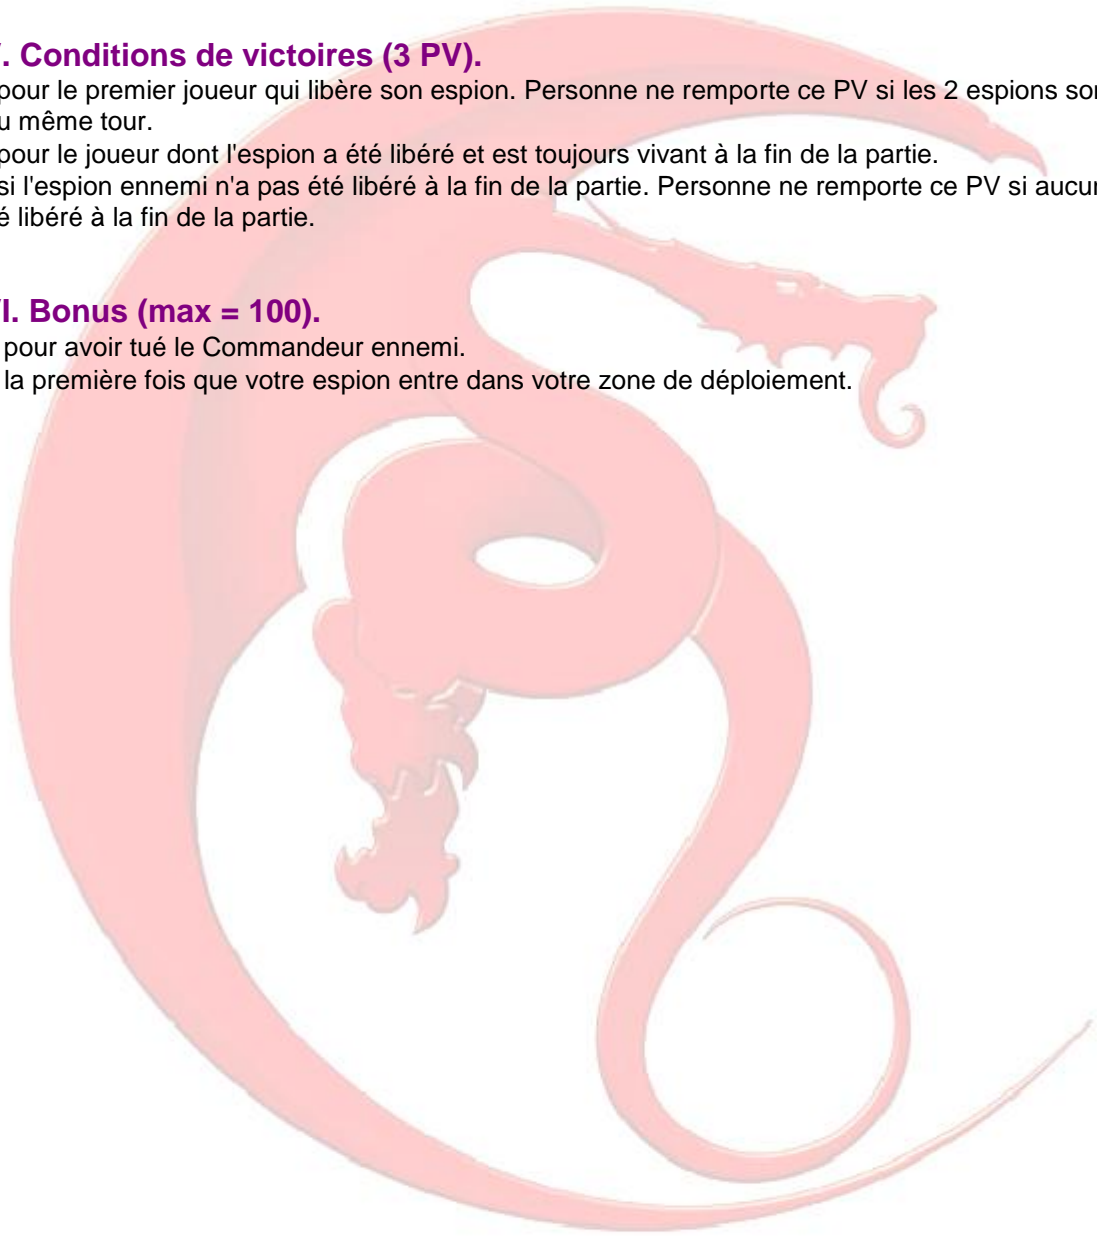 . Conditions de victoires (3 PV).
pour le premier joueur qui libère son espion. Personne ne remporte ce PV si les 2 espions
même tour.
pour le joueur dont l'espion a été libéré et est toujours vivant à la fin de la partie.
si l'espion ennemi n'a pas été libéré à la fin de la partie. Personne ne remporte ce PV si
libéré à la fin de la partie.
I. Bonus (max = 100).
pour avoir tué le Commandeur ennemi.
la première fois que votre espion entre dans votre zone de déploiement.